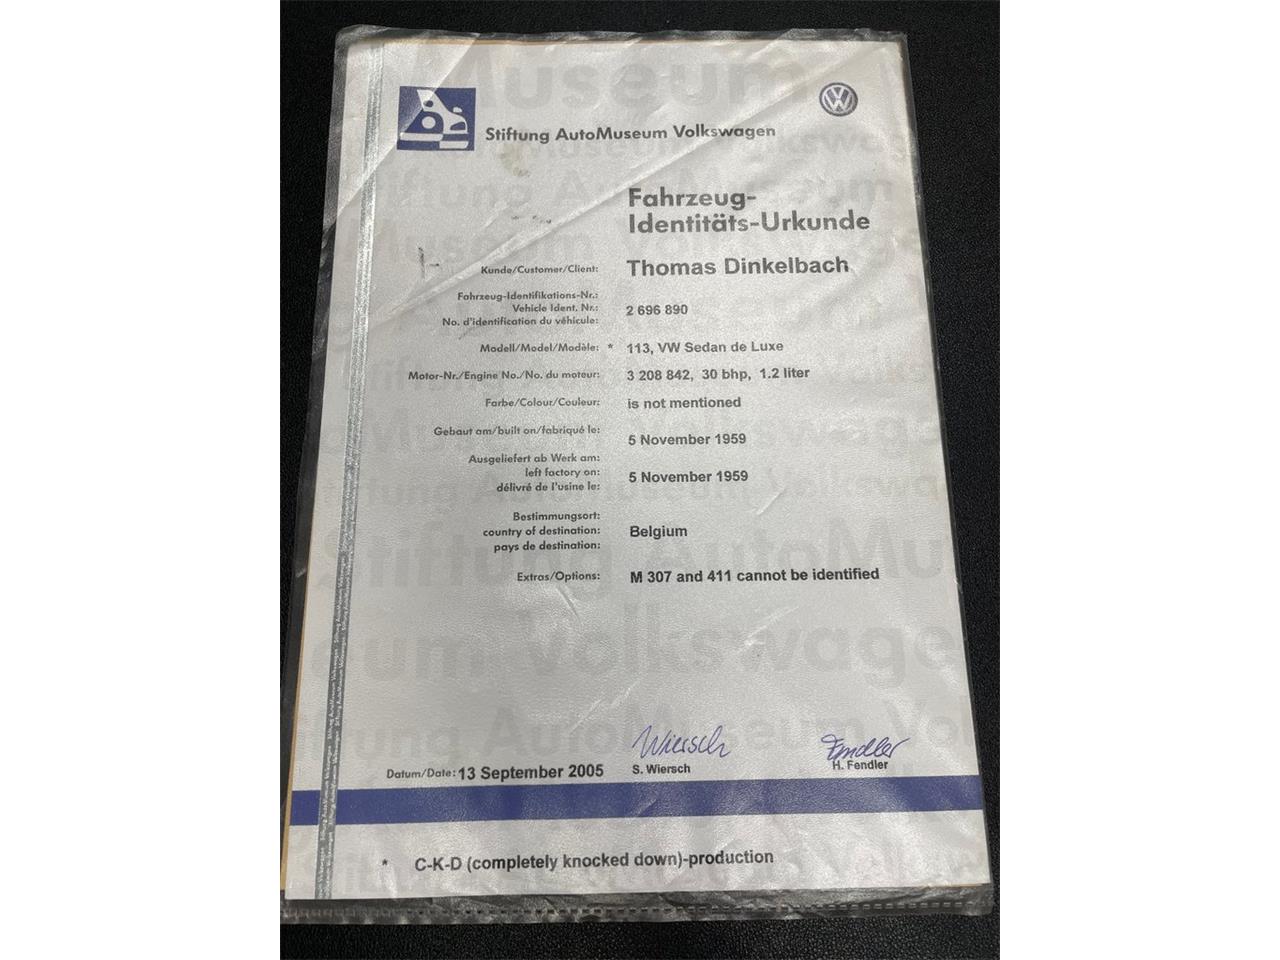 Stiftung AutoMuseum Volkswagen
Fahrzeug-
Identitäts-Urkunde
Kunde/Customer/Client: Thomas Dinkelbach
Fahrzeug-Identifikations-Nr.:
Vehicle Ident. Nr.: 2 696 890
No. d'identification du véhicule:
Modell/Model/Modèle: * 113, VW Sedan de Luxe
Motor-Nr./Engine No./No. du moteur: 3 208 842, 30 bhp, 1.2 liter
Farbe/Colour/Couleur: is not mentioned
Gebaut am/built on/fabriqué le: 5 November 1959
Ausgeliefert ab Werk am:
left factory on: 5 November 1959
délivré de l'usine le:
Bestimmungsort:
country of destination: Belgium
pays de destination:
Extras/Options: M 307 and 411 cannot be identified
Wiersch Fendler
Datum/Date: 13 September 2005 S. Wiersch H. Fendler
* C-K-D (completely knocked down)-production